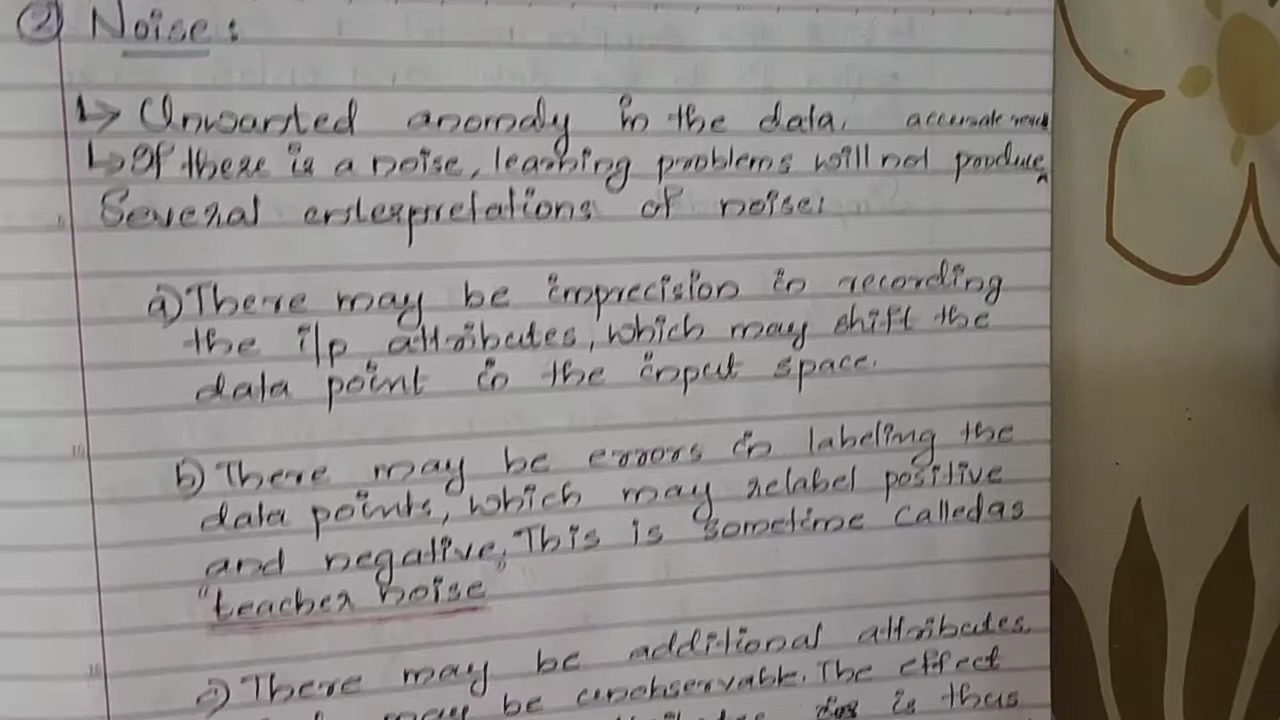 ② Noise:
↳ Unwanted anomaly in the data.
↳ If there is a noise, learning problems will not produce accurate
Several interpretations of noise:
a) There may be imprecision in recording
the i/p attributes, which may shift the
data point in the input space.
b) There may be errors in labeling the
data points, which may relabel positive
and negative, This is sometime called as
"teacher noise
c) There may be additional attributes
may be unobservable. The effect
is thus